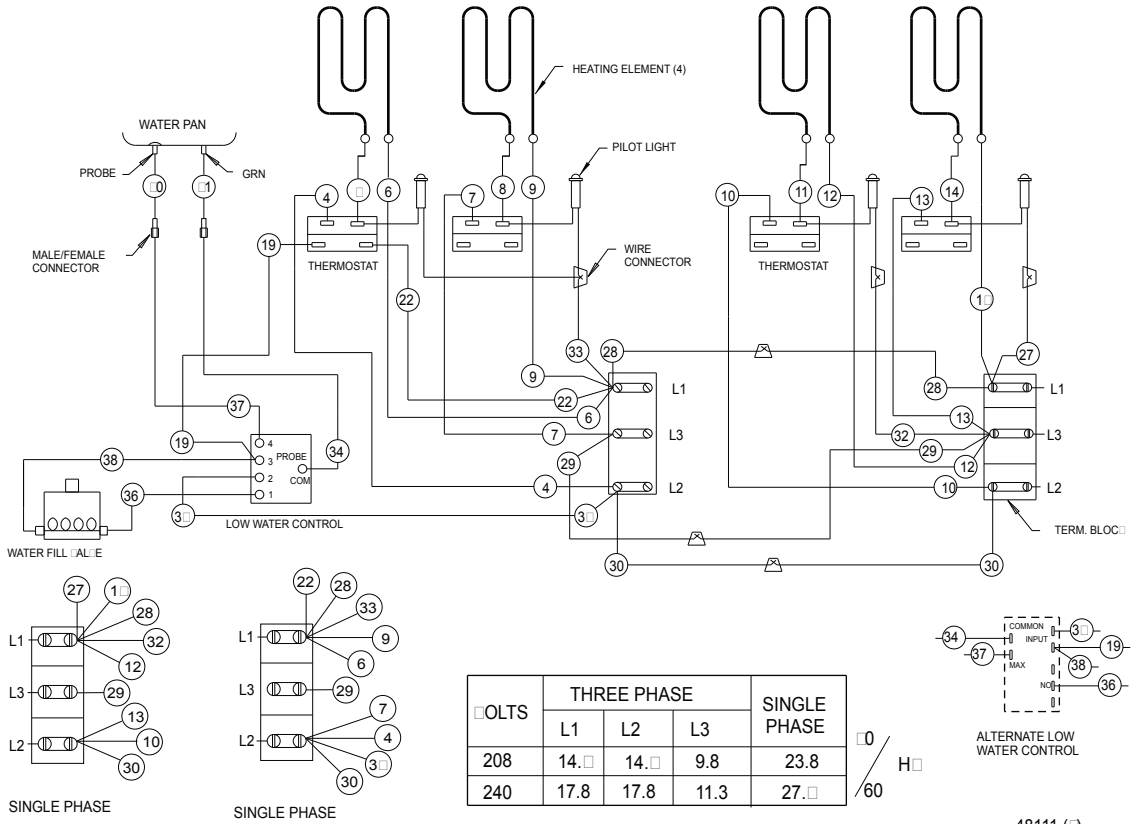 HEATING ELEMENT (4)
WATER PAN
PROBE
GRN
PILOT LIGHT
4
6
7
8
9
10
11
12
13
14
MALE/FEMALE
CONNECTOR
19
THERMOSTAT
WIRE
CONNECTOR
THERMOSTAT
22
33
28
27
9
28
L1
L1
37
22
6
13
19
34
4
3
PROBE
2
COM
1
7
L3
32
29
L3
38
29
12
36
4
L2
10
L2
LOW WATER CONTROL
WATER FILL
TERM.
30
30
27
28
L1
32
12
L3
29
13
L2
10
30
SINGLE PHASE
22
28
33
L1
9
6
L3
29
7
L2
4
30
SINGLE PHASE
THREE PHASE
SINGLE
PHASE
L1 L2 L3
208 9.8 23.8
240 17.8 17.8 11.3
/60
COMMON
34
INPUT
19
37
MAX
38
NO
36
ALTERNATE LOW
WATER CONTROL